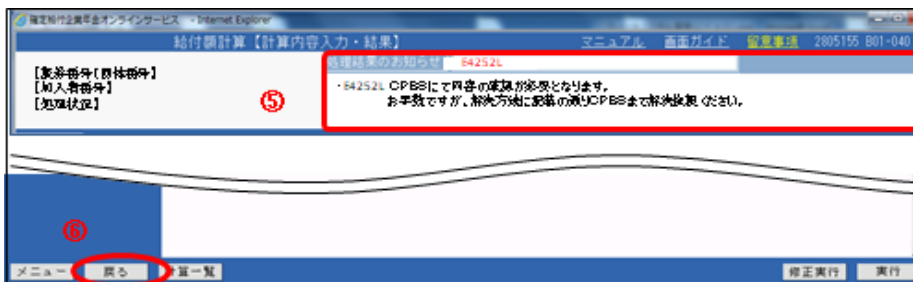 確定給付企業年金オンラインサービス - Internet Explorer
給付額計算【計算内容入力・結果】 マニュアル 画面ガイド 留意事項 2805155 B01-040
処理結果のお知らせ 64252L
【証券番号(団体番号】
【加入者番号】
【処理状況】
⑤
・64252L CPBSにて内容の確認が必要となります。
お手数ですが、解決方法に記載の通りCPBSまで解決依頼ください。
⑥
メニュー 戻る 計算一覧 修正実行 実行